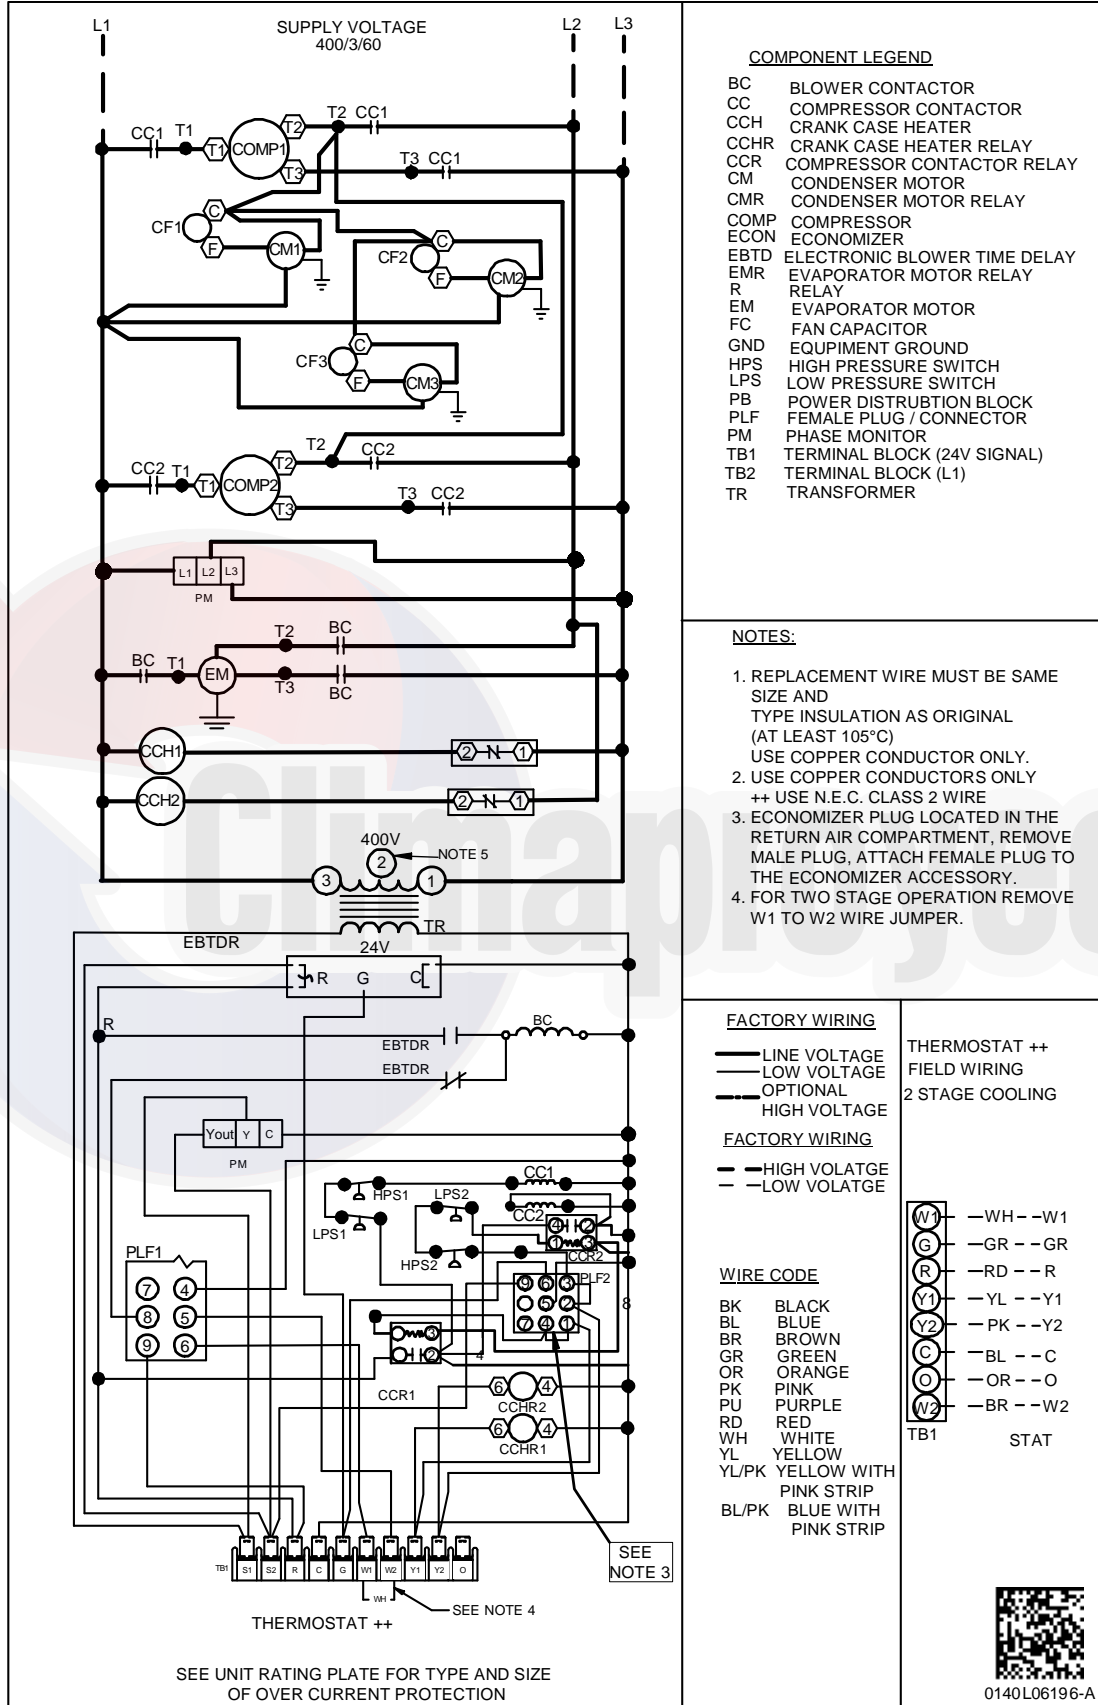 L1
SUPPLY VOLTAGE
400/3/60
L2
L3
CC1 T1 T1 COMP1 T2 T2 CC1
T3 T3 CC1
CF1 C F CM1
CF2 C F CM2
CF3 C F CM3
CC2 T1 T1 COMP2 T2 T2 CC2
T3 T3 CC2
L1 L2 L3
PM
T2 BC
BC T1 EM T3 BC
CCH1 2 N 1
CCH2 2 N 1
400V
2 NOTE 5
3 1
TR
24V
EBTDR
R G C
R
EBTDR BC
EBTDR
Yout Y C
PM
HPS1 LPS2 CC1
LPS1 CC2
HPS2 4 2
1 3
CCR2
PLF1
7 4
8 5
9 6
PLF2
9 6 3
5 2
7 4 1
8
3
2
4
CCR1
6 4
CCHR2
6 4
CCHR1
TB1 S1 S2 R C G W1 W2 Y1 Y2 O
WH
SEE NOTE 4
SEE
NOTE 3
THERMOSTAT ++
SEE UNIT RATING PLATE FOR TYPE AND SIZE
OF OVER CURRENT PROTECTION
COMPONENT LEGEND
BC BLOWER CONTACTOR
CC COMPRESSOR CONTACTOR
CCH CRANK CASE HEATER
CCHR CRANK CASE HEATER RELAY
CCR COMPRESSOR CONTACTOR RELAY
CM CONDENSER MOTOR
CMR CONDENSER MOTOR RELAY
COMP COMPRESSOR
ECON ECONOMIZER
EBTD ELECTRONIC BLOWER TIME DELAY
EMR EVAPORATOR MOTOR RELAY
R RELAY
EM EVAPORATOR MOTOR
FC FAN CAPACITOR
GND EQUPIMENT GROUND
HPS HIGH PRESSURE SWITCH
LPS LOW PRESSURE SWITCH
PB POWER DISTRUBTION BLOCK
PLF FEMALE PLUG / CONNECTOR
PM PHASE MONITOR
TB1 TERMINAL BLOCK (24V SIGNAL)
TB2 TERMINAL BLOCK (L1)
TR TRANSFORMER
NOTES:
1. REPLACEMENT WIRE MUST BE SAME
SIZE AND
TYPE INSULATION AS ORIGINAL
(AT LEAST 105°C)
USE COPPER CONDUCTOR ONLY.
2. USE COPPER CONDUCTORS ONLY
++ USE N.E.C. CLASS 2 WIRE
3. ECONOMIZER PLUG LOCATED IN THE
RETURN AIR COMPARTMENT, REMOVE
MALE PLUG, ATTACH FEMALE PLUG TO
THE ECONOMIZER ACCESSORY.
4. FOR TWO STAGE OPERATION REMOVE
W1 TO W2 WIRE JUMPER.
FACTORY WIRING
LINE VOLTAGE
LOW VOLTAGE
OPTIONAL
HIGH VOLTAGE
FACTORY WIRING
HIGH VOLATGE
LOW VOLATGE
WIRE CODE
BK BLACK
BL BLUE
BR BROWN
GR GREEN
OR ORANGE
PK PINK
PU PURPLE
RD RED
WH WHITE
YL YELLOW
YL/PK YELLOW WITH
PINK STRIP
BL/PK BLUE WITH
PINK STRIP
THERMOSTAT ++
FIELD WIRING
2 STAGE COOLING
W1 WH W1
G GR GR
R RD R
Y1 YL Y1
Y2 PK Y2
C BL C
O OR O
W2 BR W2
TB1
STAT
0140L06196-A
Climaproyec